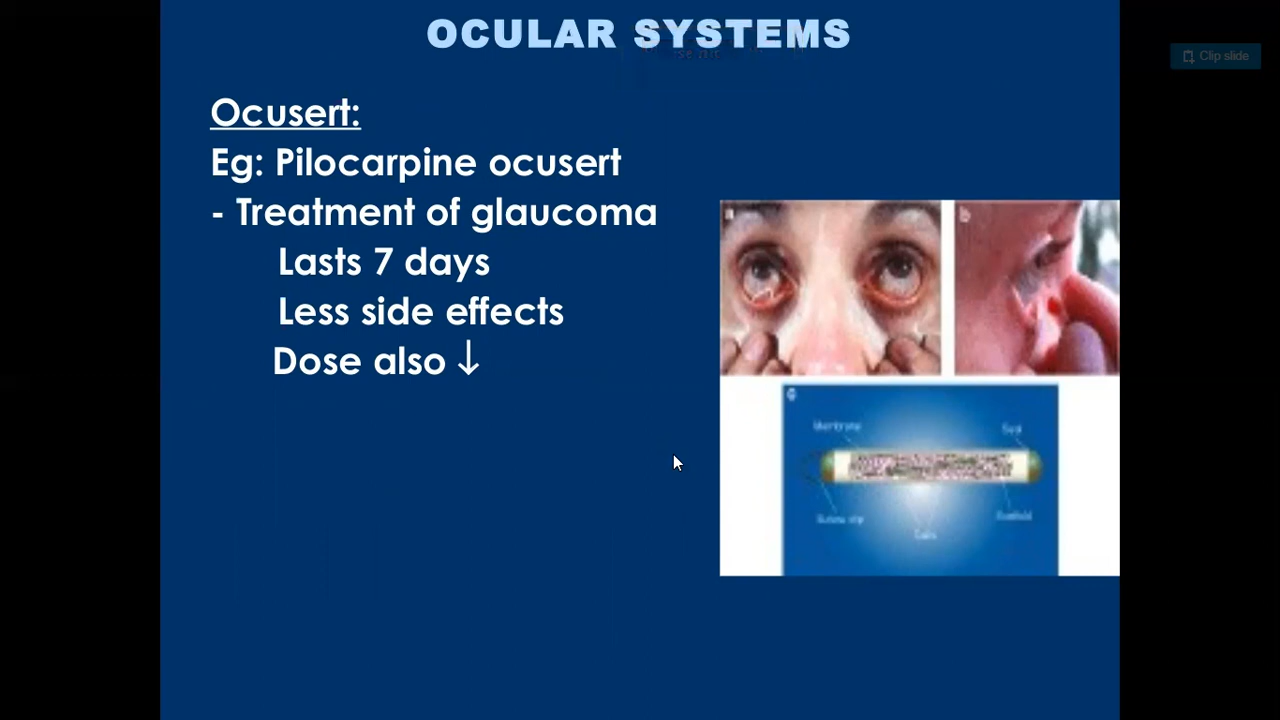 OCULAR SYSTEMS
Clip slide
Ocusert:
Eg: Pilocarpine ocusert
- Treatment of glaucoma
Lasts 7 days
Less side effects
Dose also ↓
a
b
Membrane